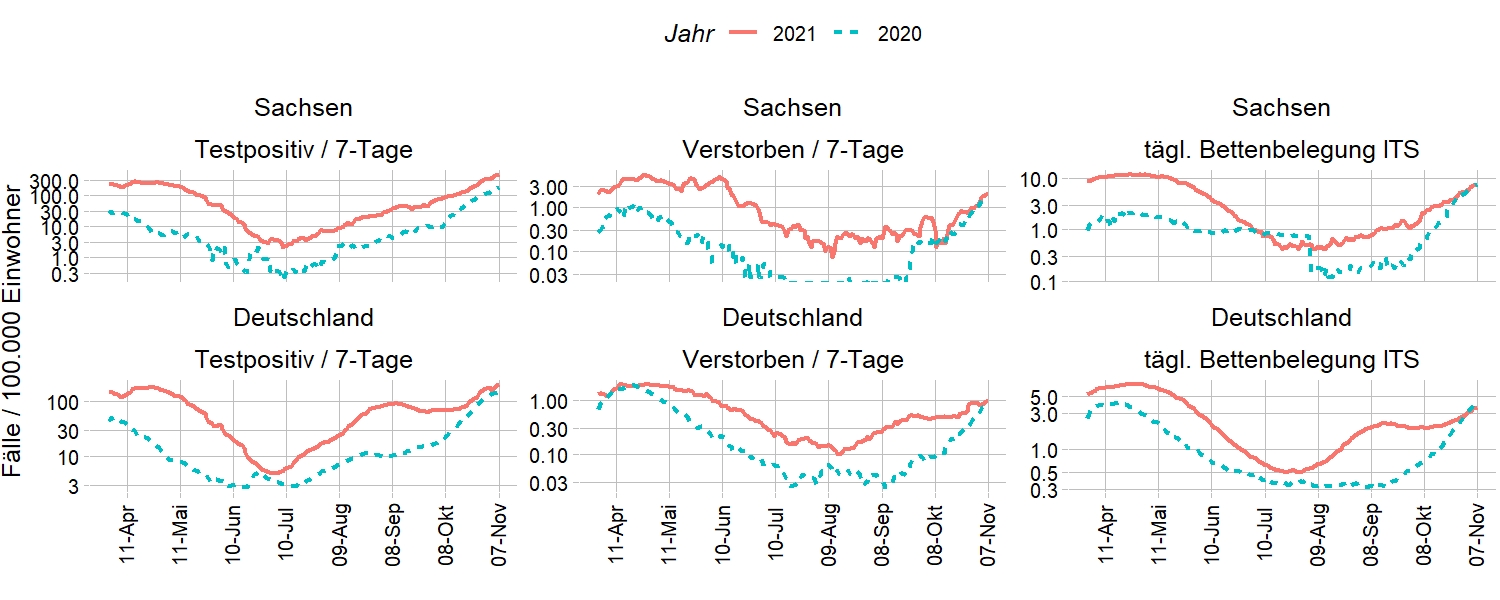 Jahr 2021 2020
Fälle / 100.000 Einwohner
Sachsen Sachsen Sachsen
Testpositiv / 7-Tage Verstorben / 7-Tage tägl. Bettenbelegung ITS
300.0 3.00 10.0
100.0 1.00 3.0
30.0 0.30 1.0
10.0 0.10 0.3
3.0 0.03 0.1
1.0
0.3
Deutschland Deutschland Deutschland
Testpositiv / 7-Tage Verstorben / 7-Tage tägl. Bettenbelegung ITS
100 1.00 5.0
30 0.30 3.0
10 0.10 1.0
3 0.03 0.5
0.3
11-Apr 11-Mai 10-Jun 10-Jul 09-Aug 08-Sep 08-Okt 07-Nov
11-Apr 11-Mai 10-Jun 10-Jul 09-Aug 08-Sep 08-Okt 07-Nov
11-Apr 11-Mai 10-Jun 10-Jul 09-Aug 08-Sep 08-Okt 07-Nov